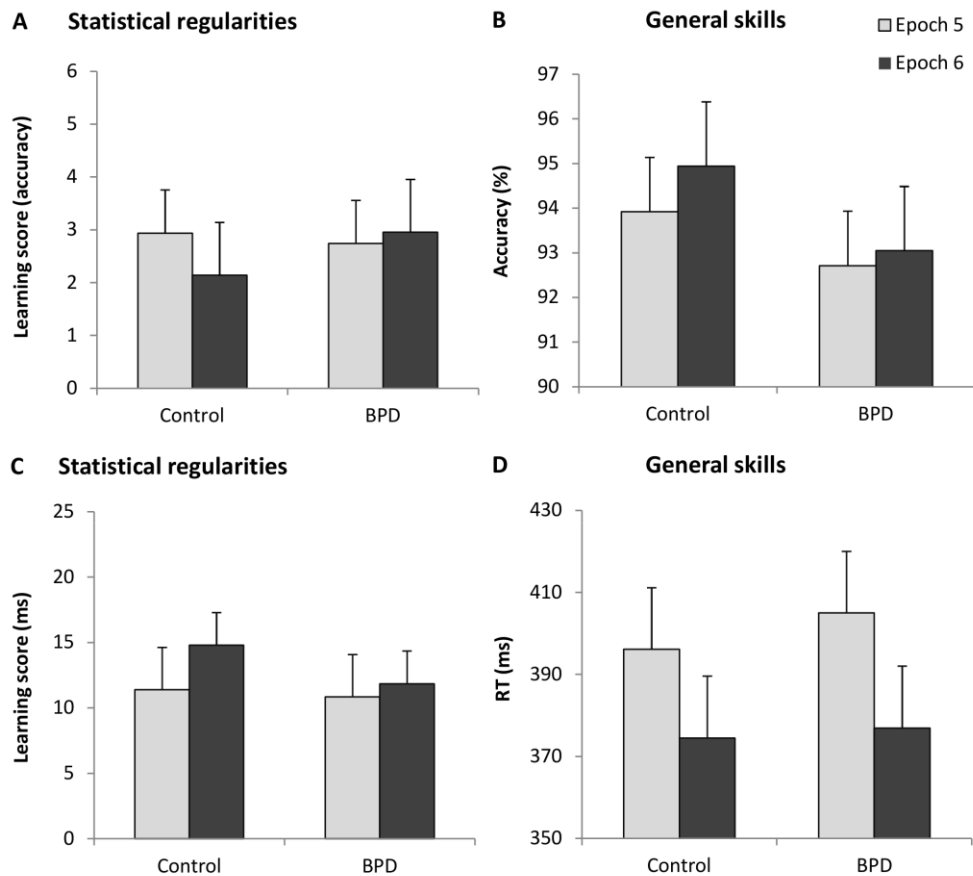 A Statistical regularities
Learning score (accuracy)
6
5
4
3
2
1
0
Control BPD
B General skills
Epoch 5
Epoch 6
Accuracy (%)
97
96
95
94
93
92
91
90
Control BPD
C Statistical regularities
Learning score (ms)
25
20
15
10
5
0
Control BPD
D General skills
RT (ms)
430
410
390
370
350
Control BPD